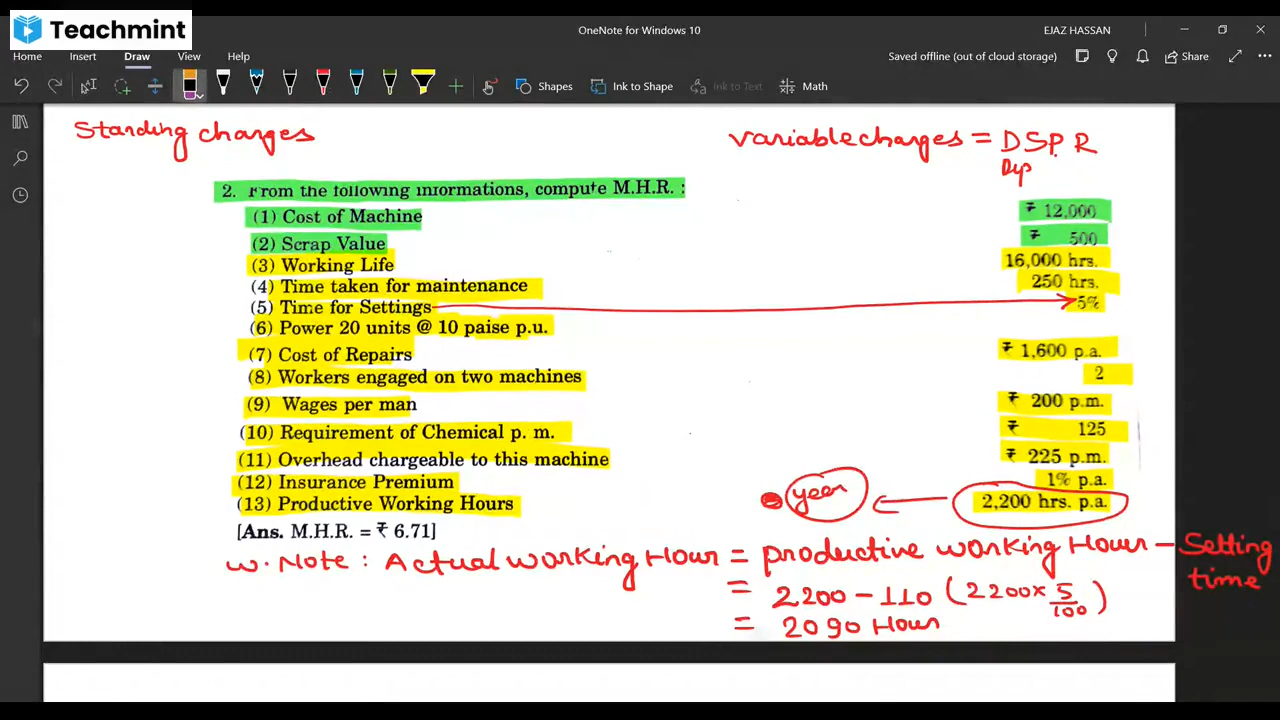 Teachmint
OneNote for Windows 10
EJAZ HASSAN
Home Insert Draw View Help
Saved offline (out of cloud storage)
Share
Shapes
Ink to Shape
Ink to Text
Math
Standing charges
variable charges = DSPR
Dep
2. From the following informations, compute M.H.R. :
(1) Cost of Machine ₹ 12,000
(2) Scrap Value ₹ 500
(3) Working Life 16,000 hrs.
(4) Time taken for maintenance 250 hrs.
(5) Time for Settings 5%
(6) Power 20 units @ 10 paise p.u.
(7) Cost of Repairs ₹ 1,600 p.a.
(8) Workers engaged on two machines 2
(9) Wages per man ₹ 200 p.m.
(10) Requirement of Chemical p. m. ₹ 125
(11) Overhead chargeable to this machine ₹ 225 p.m.
(12) Insurance Premium 1% p.a.
(13) Productive Working Hours 2,200 hrs. p.a.
year
[Ans. M.H.R. = ₹ 6.71]
w. Note : Actual working Hour = productive working Hour - Setting time
= 2200 - 110 (2200 x 5/100)
= 2090 Hour